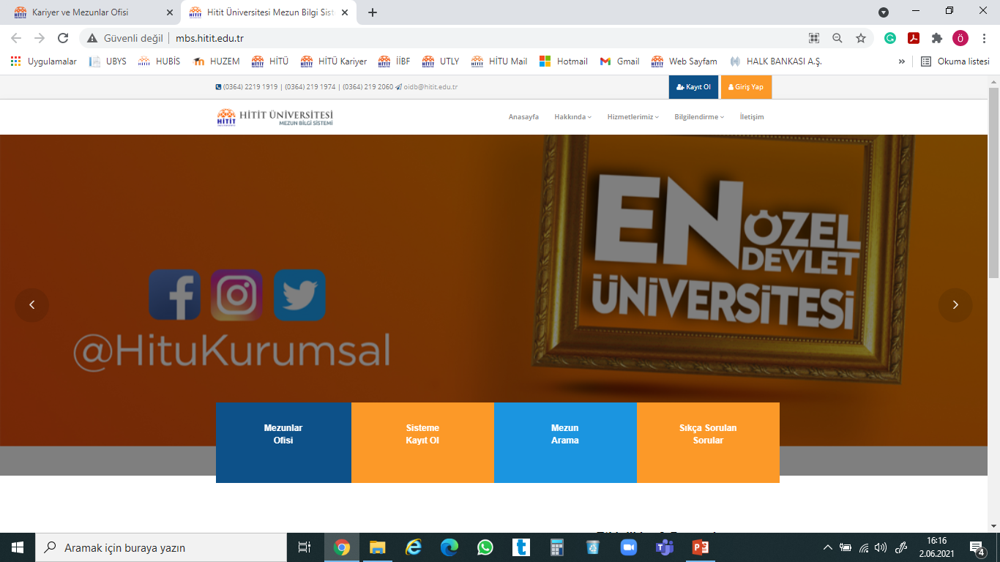 Kariyer ve Mezunlar Ofisi
Hitit Üniversitesi Mezun Bilgi Sist
Güvenli değil | mbs.hitit.edu.tr
Uygulamalar UBYS HUBİS HUZEM HİTÜ HİTÜ Kariyer İİBF UTLY HİTU Mail Hotmail Gmail Web Sayfam HALK BANKASI A.Ş. » Okuma listesi
(0364) 2219 1919 | (0364) 219 1974 | (0364) 219 2060 oidb@hitit.edu.tr
Kayıt Ol
Giriş Yap
HİTİT
HİTİT ÜNİVERSİTESİ
MEZUN BİLGİ SİSTEMİ
Anasayfa Hakkında Hizmetlerimiz Bilgilendirme İletişim
EN ÖZEL
DEVLET
ÜNİVERSİTESİ
@HituKurumsal
Mezunlar
Ofisi
Sisteme
Kayıt Ol
Mezun
Arama
Sıkça Sorulan
Sorular
Aramak için buraya yazın
16:16
2.06.2021
4